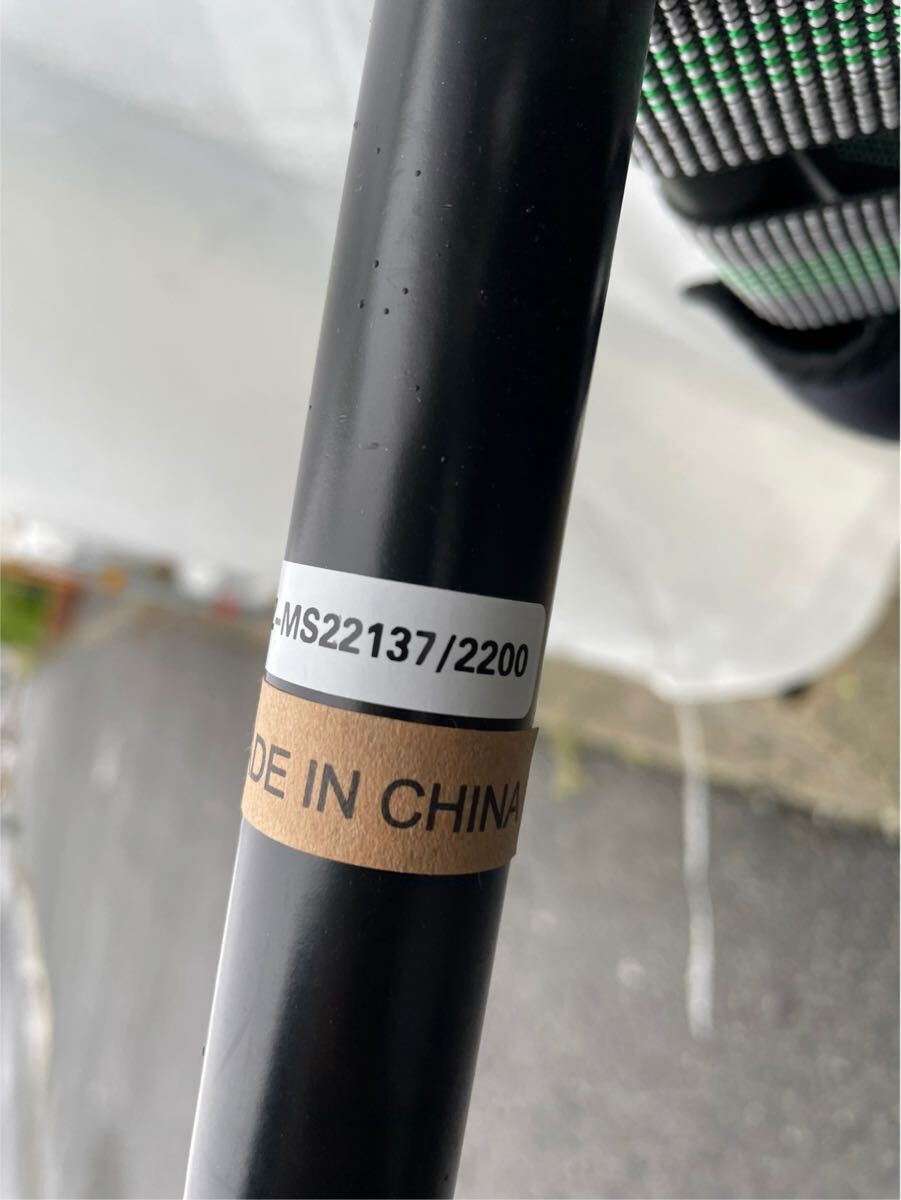 -MS22137/2200
DE IN CHINA